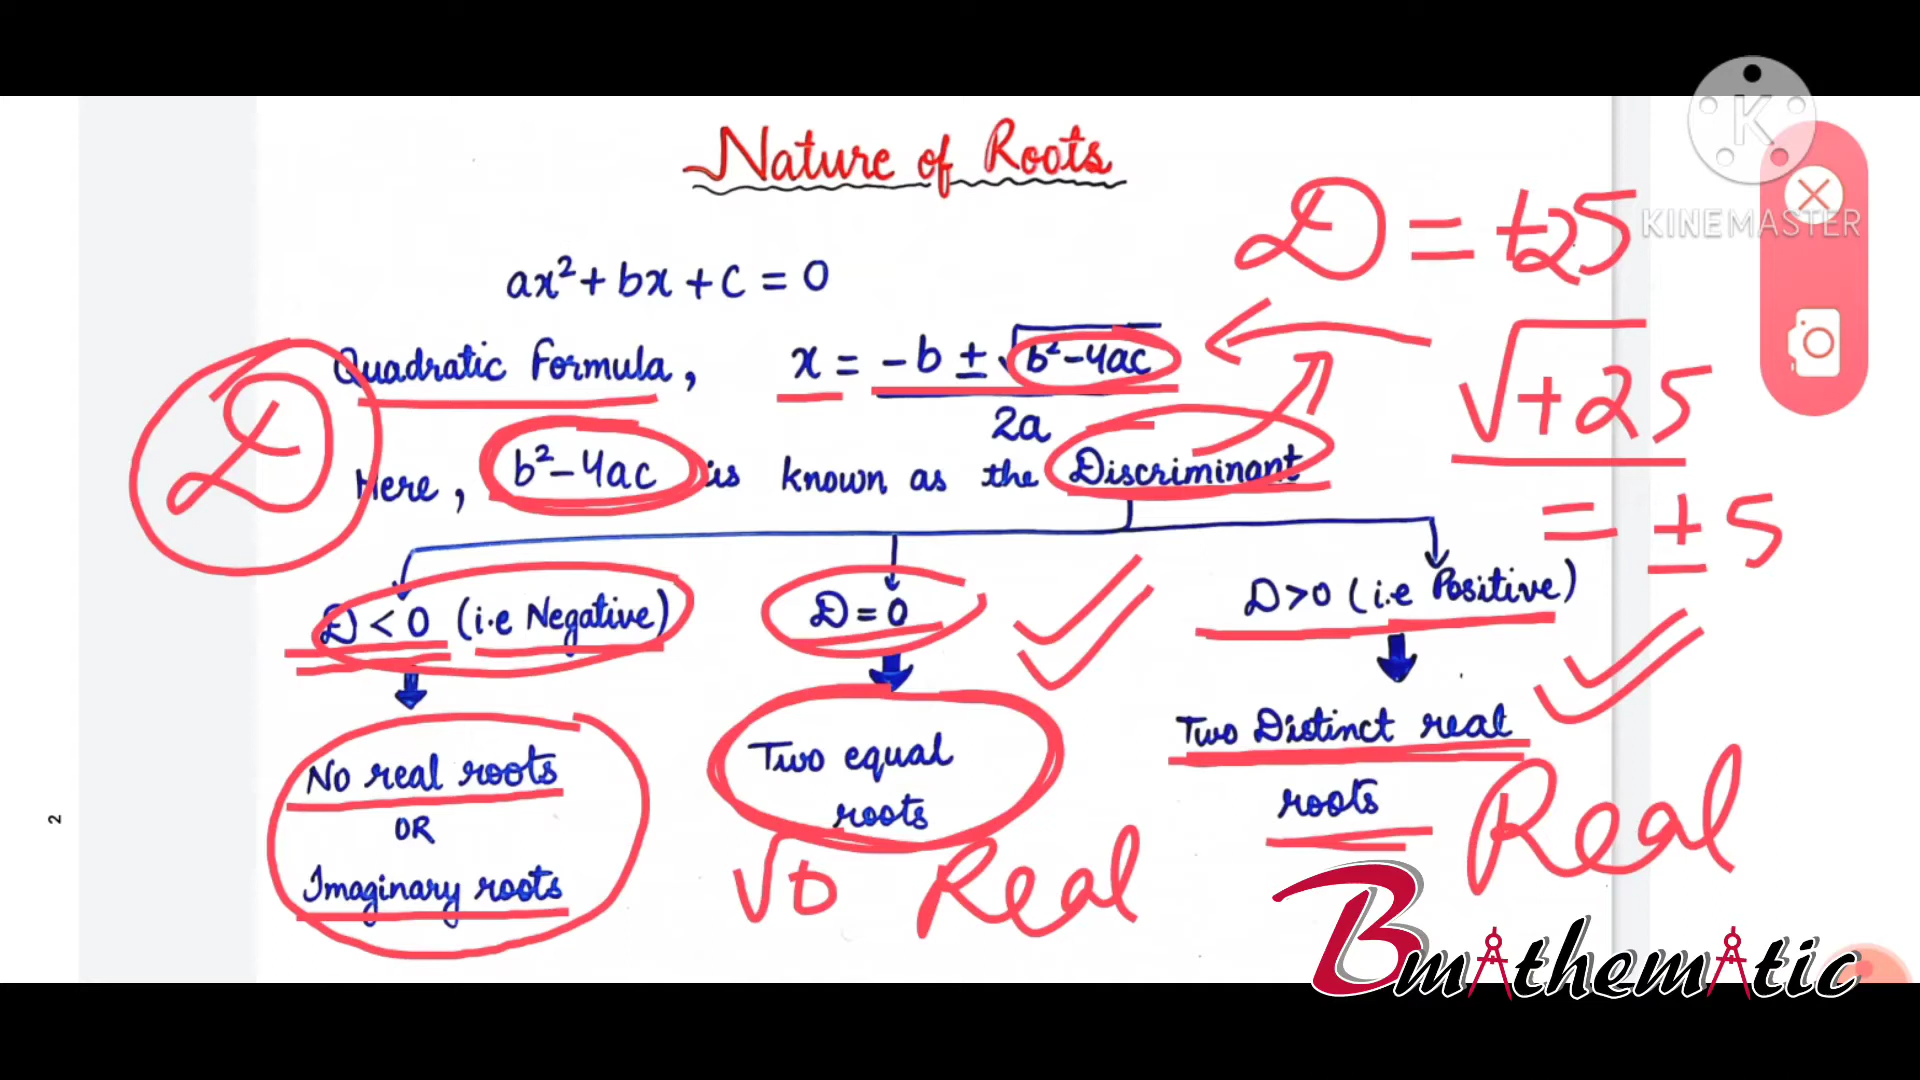 Nature of Roots
D = +25
KINEMASTER
ax² + bx + c = 0
Quadratic Formula, x = -b ± √b²-4ac
2a
√+25
D
Here, b²-4ac is known as the Discriminant
= ±5
D < 0 (i.e Negative)
D = 0
D > 0 (i.e Positive)
No real roots
OR
Imaginary roots
Two equal
roots
√0 Real
Two Distinct real
roots
Real
2
Bmathematic